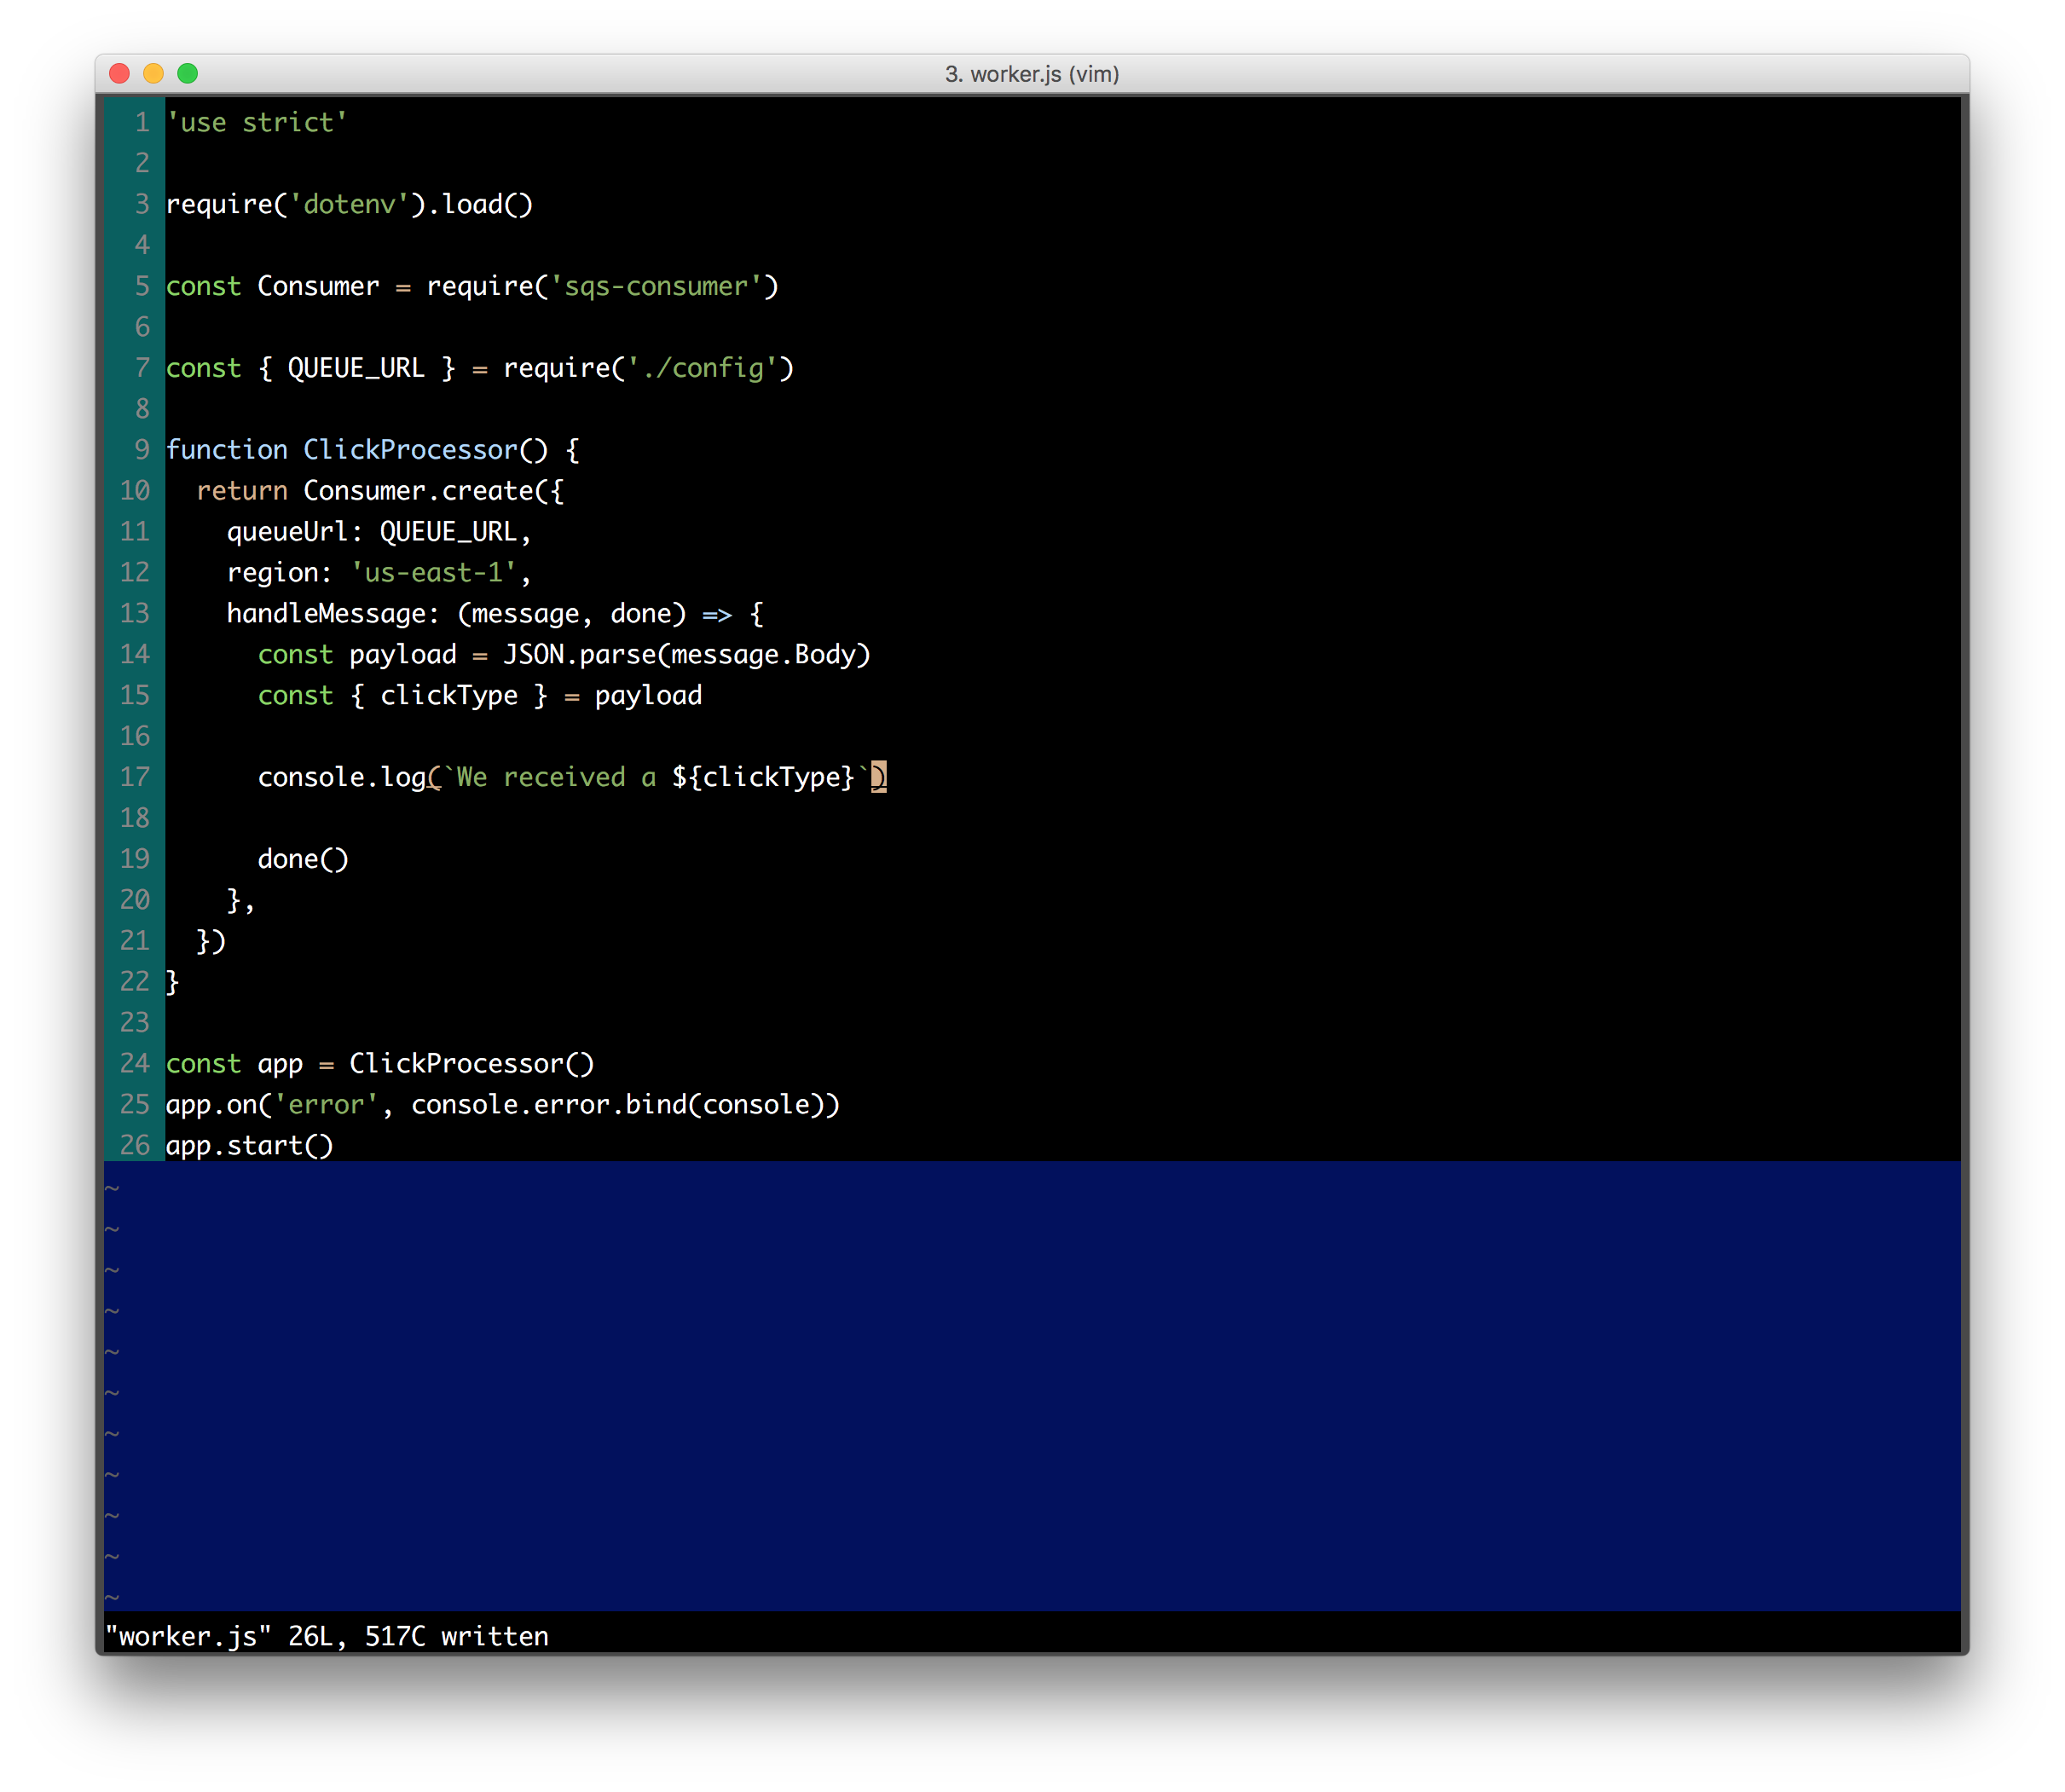 3. worker.js (vim)
1 'use strict'
2
3 require('dotenv').load()
4
5 const Consumer = require('sqs-consumer')
6
7 const { QUEUE_URL } = require('./config')
8
9 function ClickProcessor() {
10   return Consumer.create({
11     queueUrl: QUEUE_URL,
12     region: 'us-east-1',
13     handleMessage: (message, done) => {
14       const payload = JSON.parse(message.Body)
15       const { clickType } = payload
16
17       console.log(`We received a ${clickType}`)
18
19       done()
20     },
21   })
22 }
23
24 const app = ClickProcessor()
25 app.on('error', console.error.bind(console))
26 app.start()
~
~
~
~
~
~
~
~
~
~
~
"worker.js" 26L, 517C written